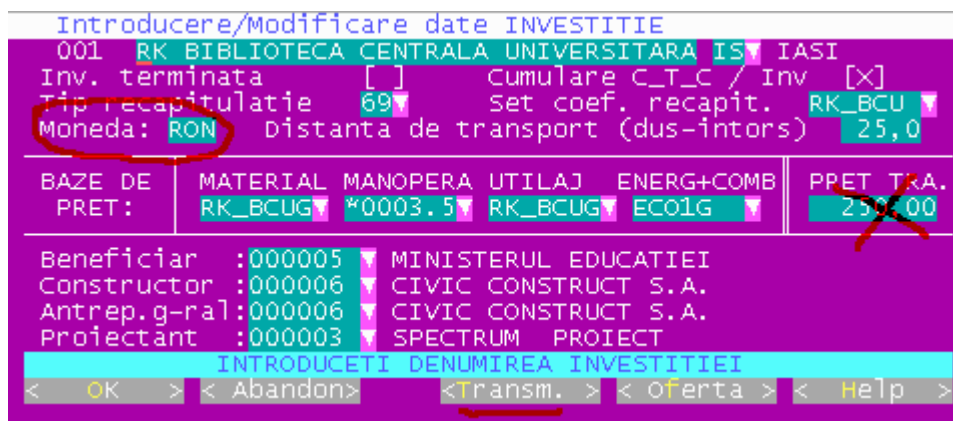 Introducere/Modificare date INVESTITIE
001 RK BIBLIOTECA CENTRALA UNIVERSITARA IS IASI
Inv. terminata [ ] Cumulare C_T_C / Inv [X]
Tip recapitulatie 69 Set coef. recapit. RK_BCU
Moneda: RON Distanta de transport (dus-intors) 25,0
BAZE DE MATERIAL MANOPERA UTILAJ ENERG+COMB PRET TRA.
PRET: RK_BCUG *0003.5 RK_BCUG ECO1G 250,00
Beneficiar :000005 MINISTERUL EDUCATIEI
Constructor :000006 CIVIC CONSTRUCT S.A.
Antrep.g-ral:000006 CIVIC CONSTRUCT S.A.
Proiectant :000003 SPECTRUM PROIECT
INTRODUCETI DENUMIREA INVESTITIEI
< OK > < Abandon> <Transm. > < Oferta > < Help >